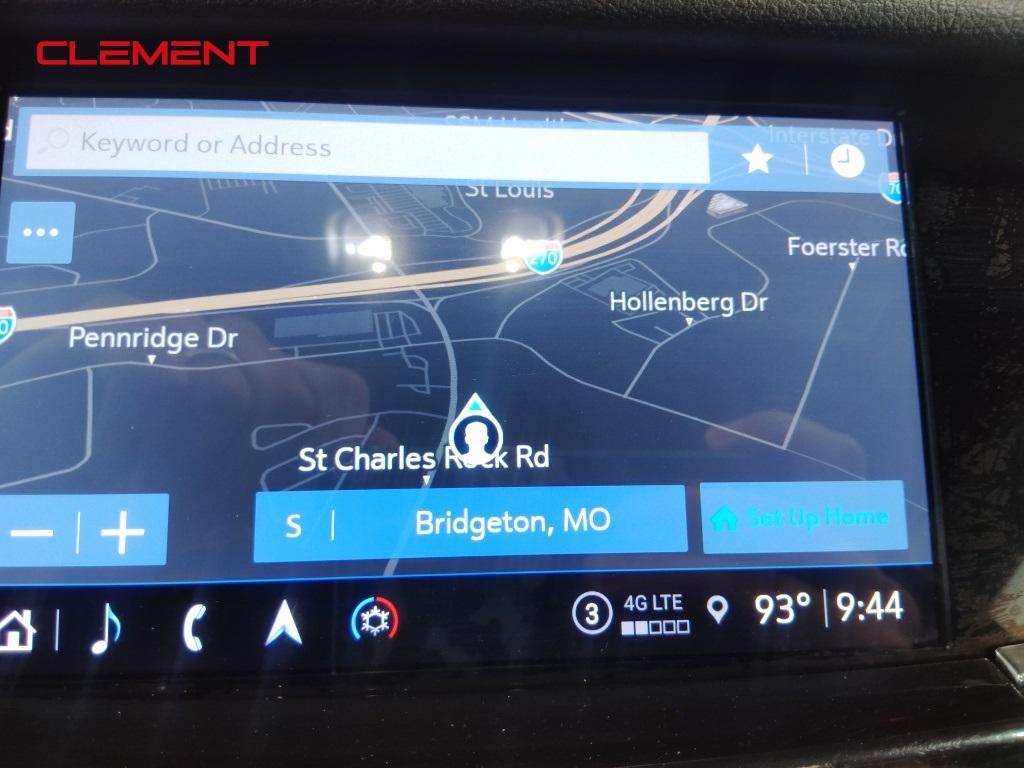 CLEMENT
Keyword or Address
Interstate D
70
St Louis
270
Foerster Rd
Hollenberg Dr
Pennridge Dr
St Charles Rock Rd
S | Bridgeton, MO
Set Up Home
3 4G LTE 93° | 9:44